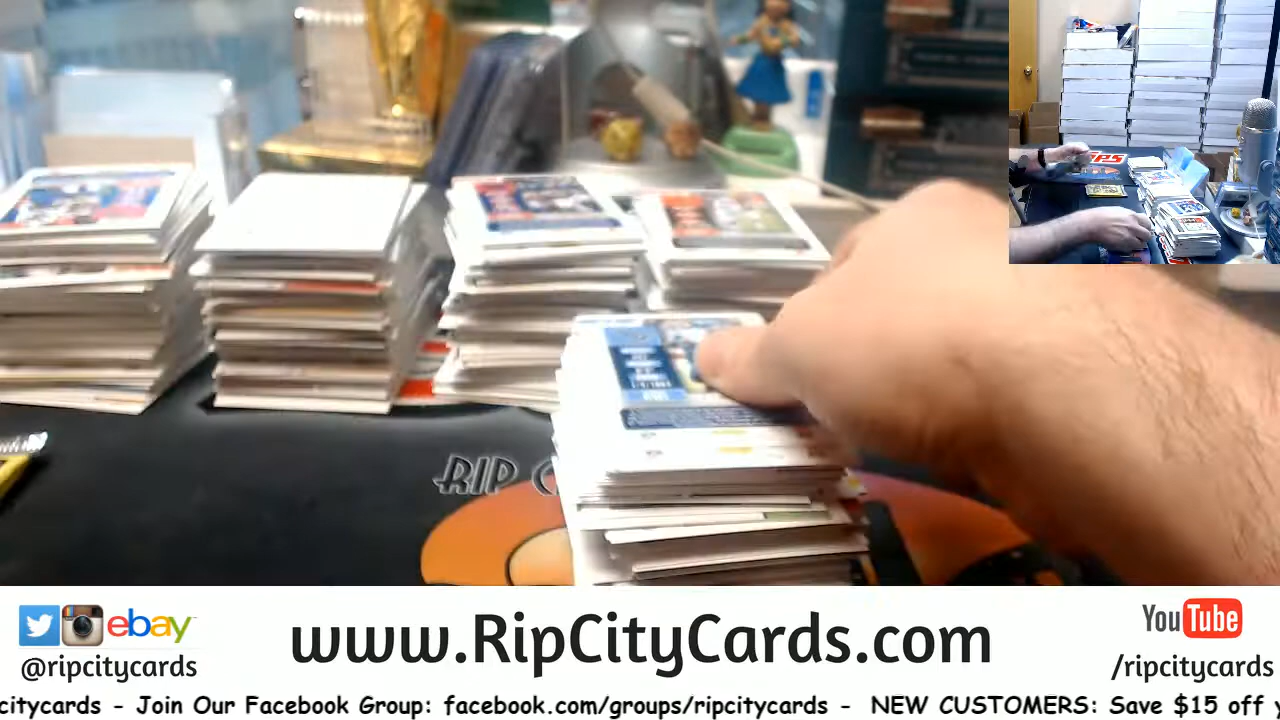 RIP C
ebay
@ripcitycards
www.RipCityCards.com
YouTube
/ripcitycards
citycards - Join Our Facebook Group: facebook.com/groups/ripcitycards - NEW CUSTOMERS: Save $15 off y